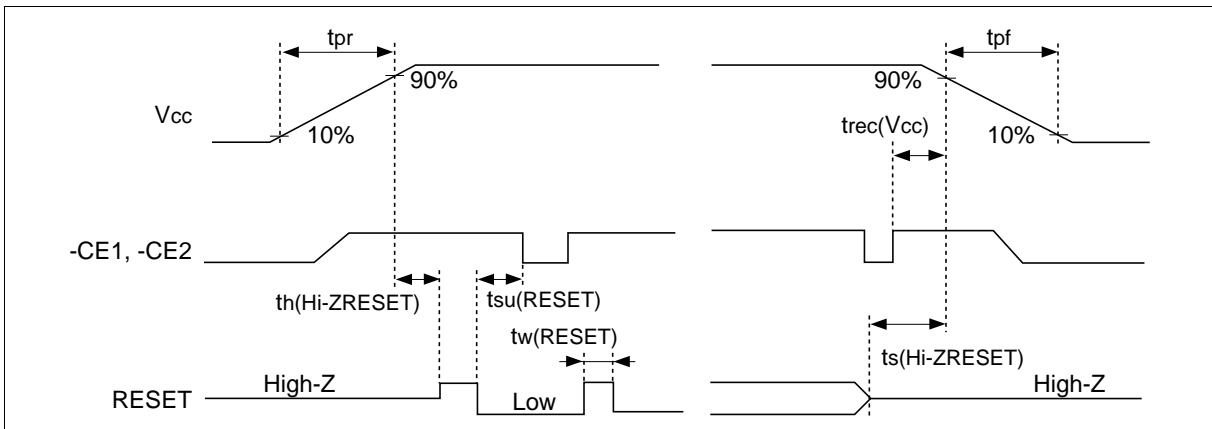 tpr
tpf
90%
90%
Vcc
trec(Vcc)
10%
10%
-CE1, -CE2
th(Hi-ZRESET)
tsu(RESET)
tw(RESET)
ts(Hi-ZRESET)
High-Z
High-Z
RESET
Low